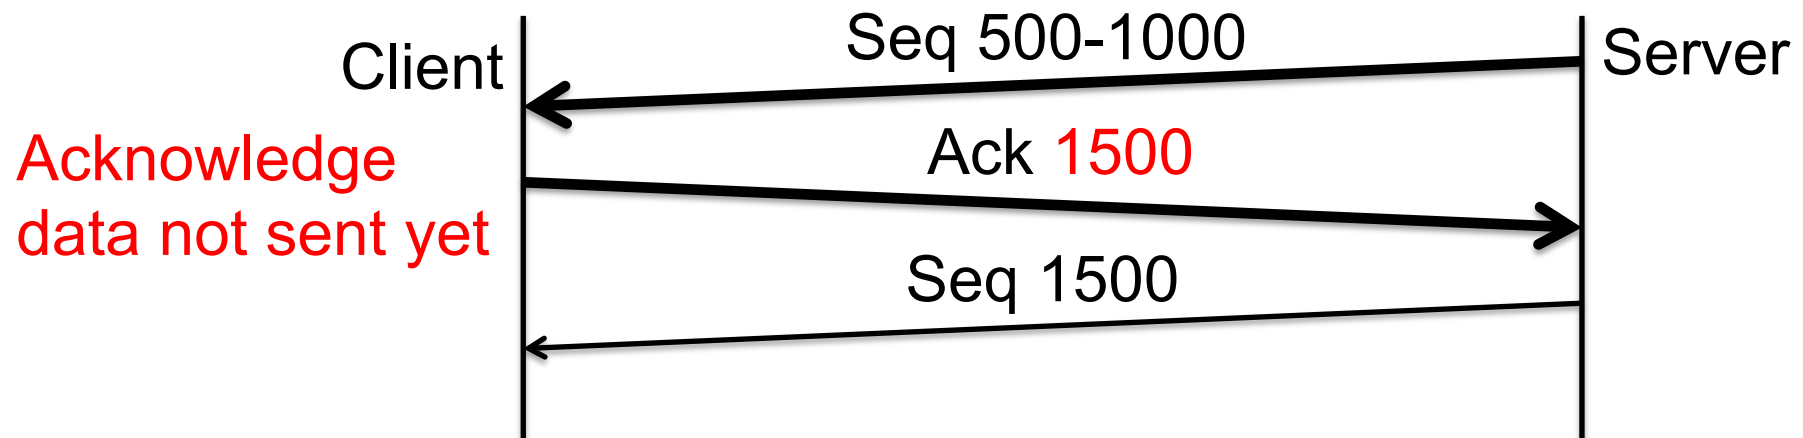 Seq 500-1000
Client
Server
Ack 1500
Acknowledge
data not sent yet
Seq 1500